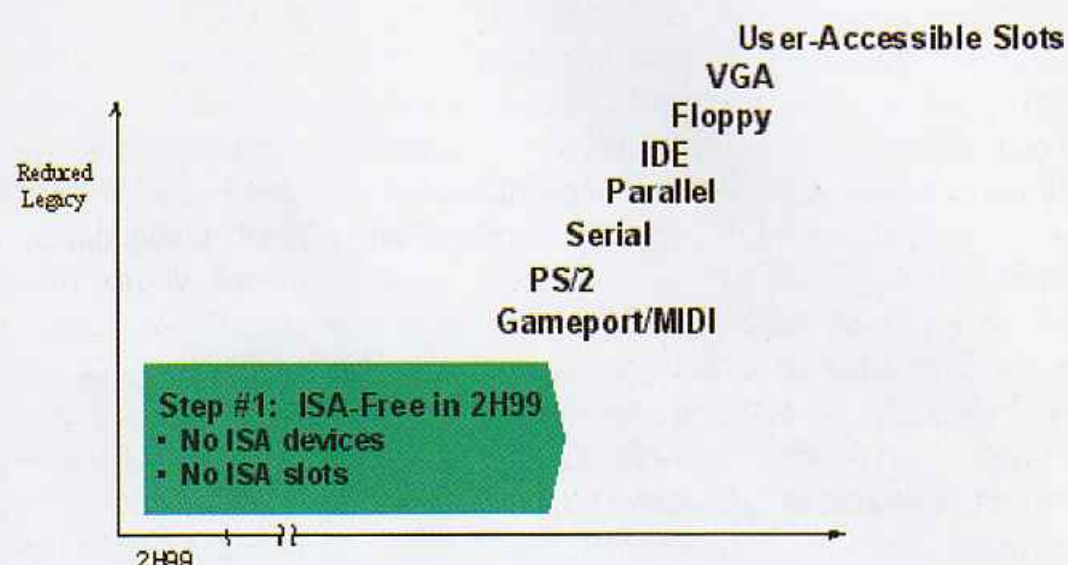 User-Accessible Slots
VGA
Floppy
IDE
Parallel
Serial
PS/2
Gameport/MIDI
Reduced
Legacy
Step #1: ISA-Free in 2H99
▪ No ISA devices
▪ No ISA slots
2H99